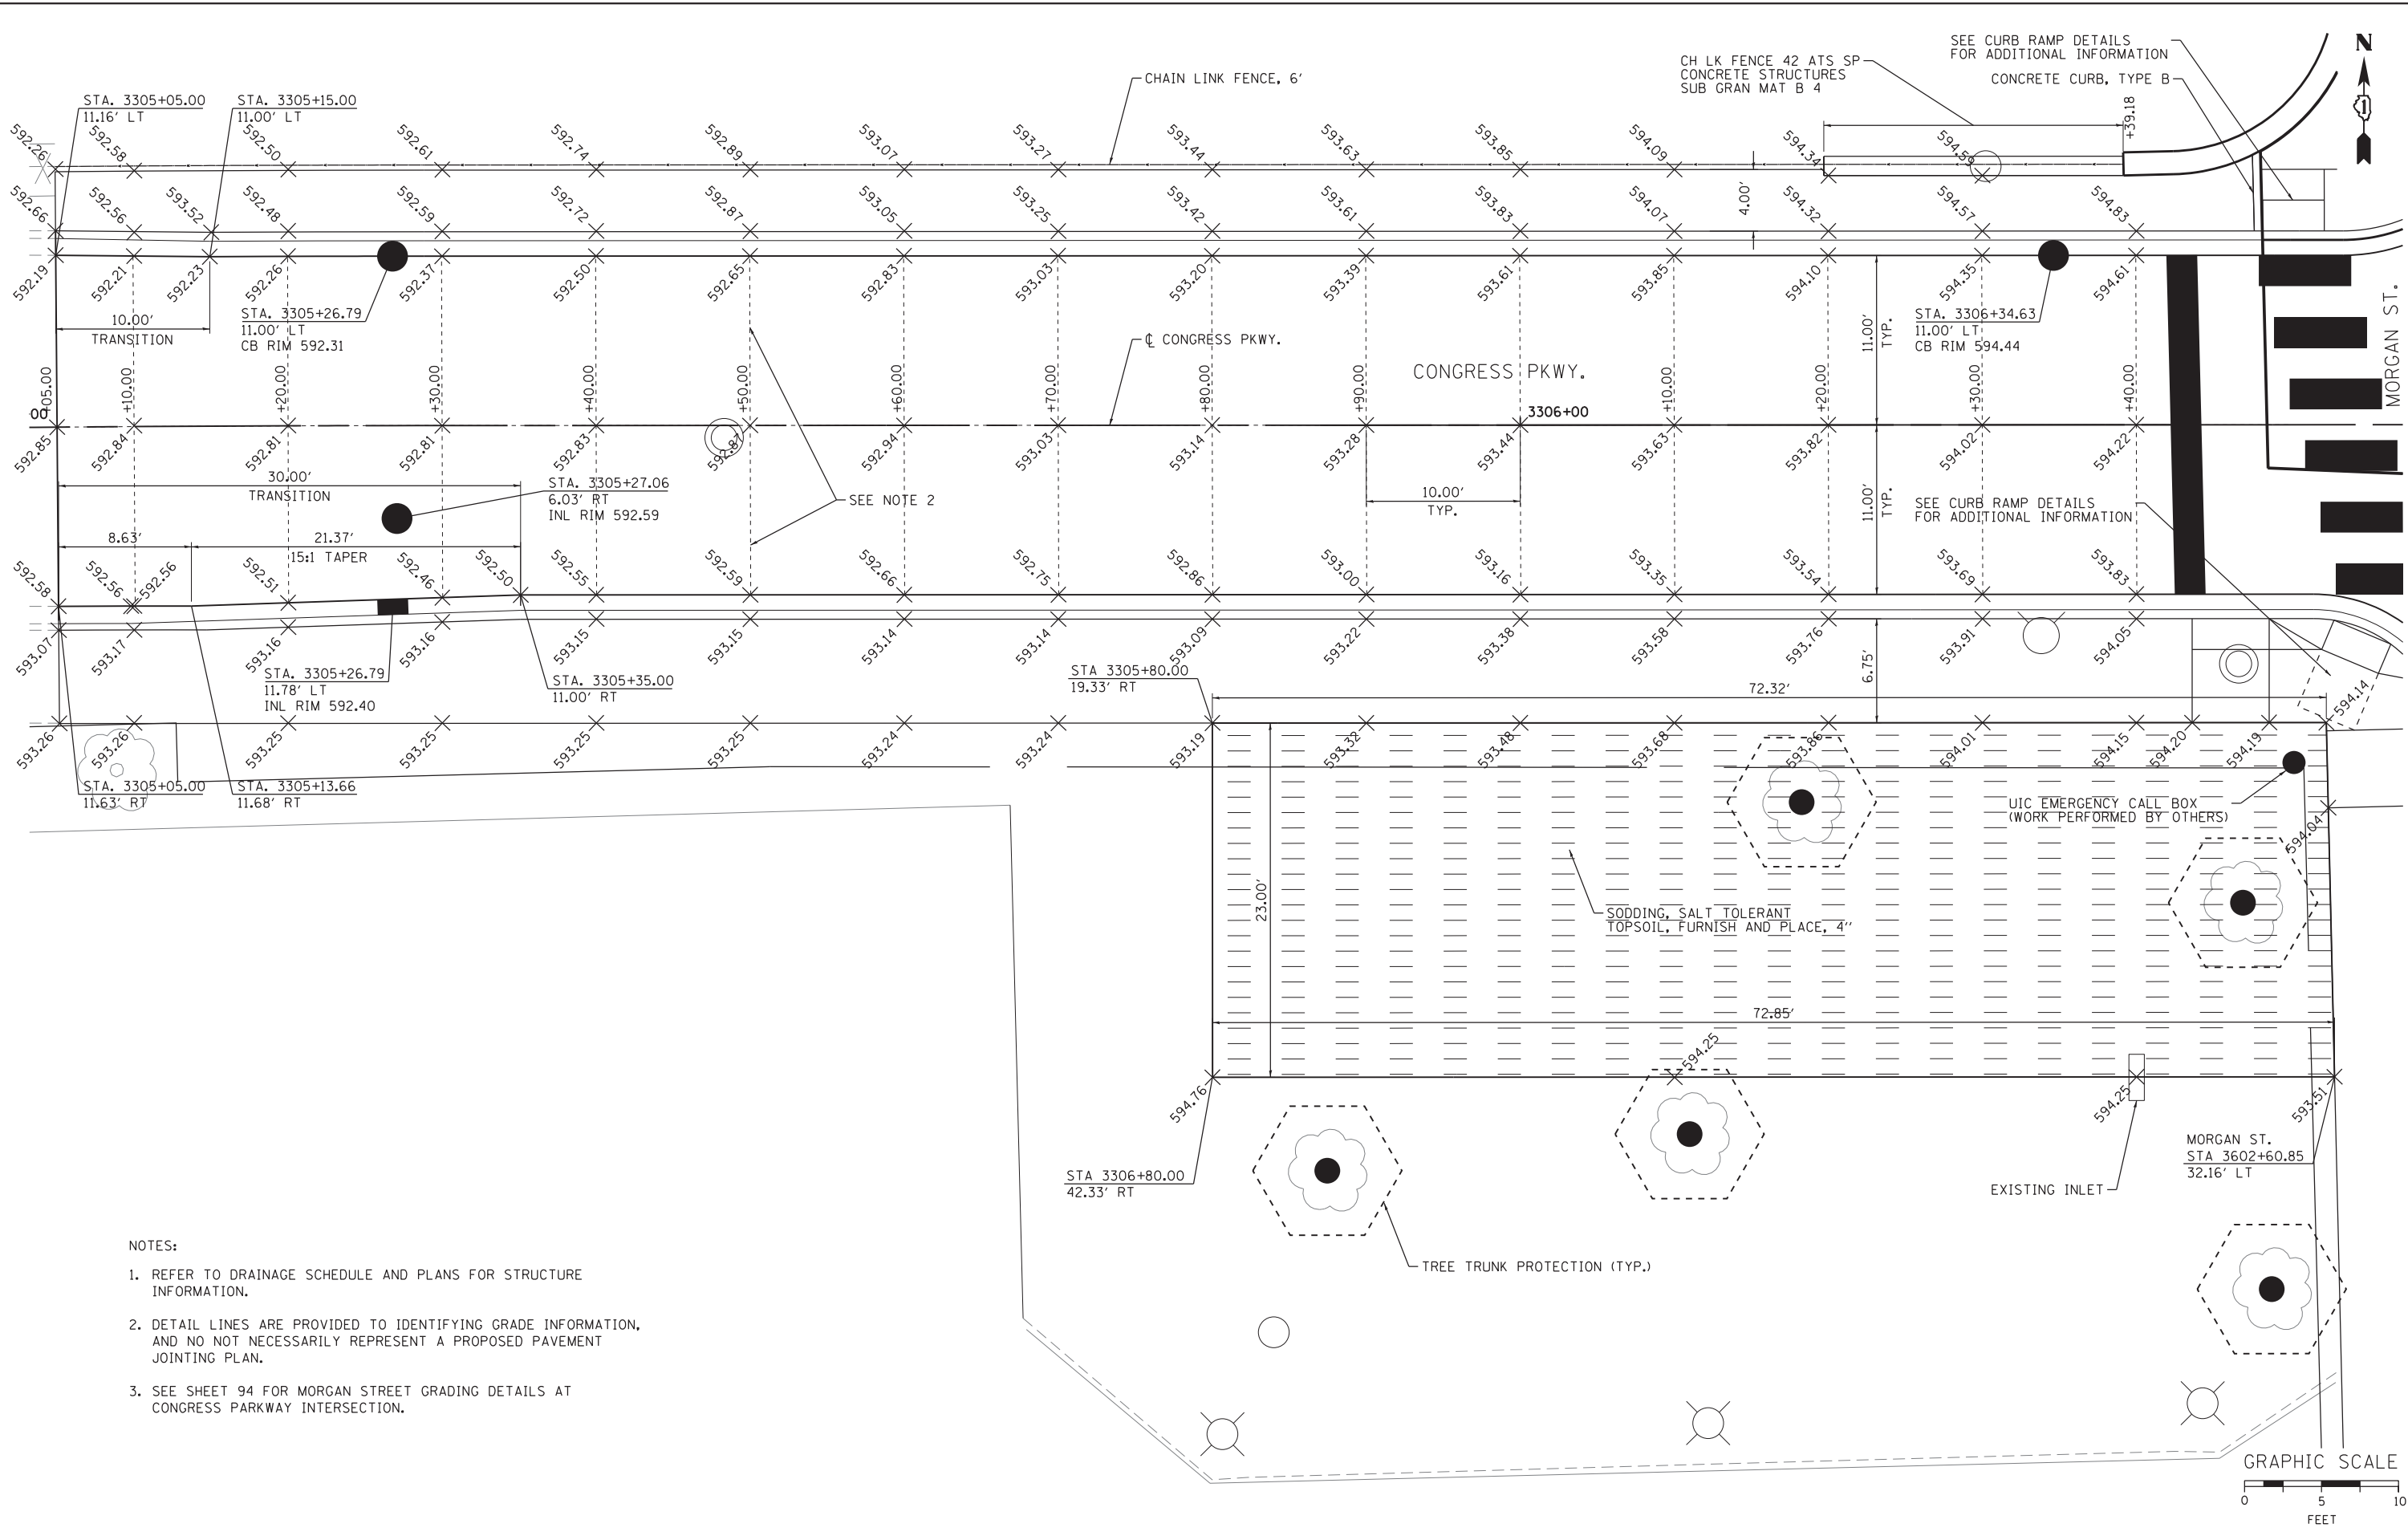 SEE CURB RAMP DETAILS
FOR ADDITIONAL INFORMATION
N
CH LK FENCE 42 ATS SP
CONCRETE STRUCTURES
SUB GRAN MAT B 4
CHAIN LINK FENCE, 6'
CONCRETE CURB, TYPE B
+39.18
STA. 3305+05.00
11.16' LT
STA. 3305+15.00
11.00' LT
592.26 592.58 592.50 592.61 592.74 592.89 593.07 593.27 593.44 593.63 593.85 594.09 594.34 594.59
4.00'
592.66 592.56 593.52 592.48 592.59 592.72 592.87 593.05 593.25 593.42 593.61 593.83 594.07 594.32 594.57 594.83
592.19 592.21 592.23 592.26 592.37 592.50 592.65 592.83 593.03 593.20 593.39 593.61 593.85 594.10 594.35 594.61
10.00'
TRANSITION
STA. 3305+26.79
11.00' LT
CB RIM 592.31
11.00'
TYP.
STA. 3306+34.63
11.00' LT
CB RIM 594.44
MORGAN ST.
℄ CONGRESS PKWY.
CONGRESS PKWY.
+05.00 +10.00 +20.00 +30.00 +40.00 +50.00 +60.00 +70.00 +80.00 +90.00 3306+00 +10.00 +20.00 +30.00 +40.00
00
592.85 592.84 592.81 592.81 592.83 592.87 592.94 593.03 593.14 593.28 593.44 593.63 593.82 594.02 594.22
30.00'
TRANSITION
STA. 3305+27.06
6.03' RT
INL RIM 592.59
SEE NOTE 2
10.00'
TYP.
11.00'
TYP.
SEE CURB RAMP DETAILS
FOR ADDITIONAL INFORMATION
8.63'
21.37'
15:1 TAPER
592.58 592.56 592.56 592.51 592.46 592.50 592.55 592.59 592.66 592.75 592.86 593.00 593.16 593.35 593.54 593.69 593.83
593.07 593.17 593.16 593.16 593.15 593.15 593.14 593.14 593.09 593.22 593.38 593.58 593.76 593.91 594.05
STA. 3305+26.79
11.78' LT
INL RIM 592.40
STA. 3305+35.00
11.00' RT
STA 3305+80.00
19.33' RT
72.32'
6.75'
594.14
593.26 593.26 593.25 593.25 593.25 593.25 593.24 593.24 593.19 593.32 593.48 593.68 593.86 594.01 594.15 594.20 594.19
STA. 3305+05.00
11.63' RT
STA. 3305+13.66
11.68' RT
UIC EMERGENCY CALL BOX
(WORK PERFORMED BY OTHERS)
594.04
23.00'
SODDING, SALT TOLERANT
TOPSOIL, FURNISH AND PLACE, 4''
72.85'
594.25
594.76
594.25
593.51
STA 3306+80.00
42.33' RT
MORGAN ST.
STA 3602+60.85
32.16' LT
EXISTING INLET
TREE TRUNK PROTECTION (TYP.)
NOTES:
1. REFER TO DRAINAGE SCHEDULE AND PLANS FOR STRUCTURE
INFORMATION.
2. DETAIL LINES ARE PROVIDED TO IDENTIFYING GRADE INFORMATION,
AND NO NOT NECESSARILY REPRESENT A PROPOSED PAVEMENT
JOINTING PLAN.
3. SEE SHEET 94 FOR MORGAN STREET GRADING DETAILS AT
CONGRESS PARKWAY INTERSECTION.
GRAPHIC SCALE
0 5 10
FEET